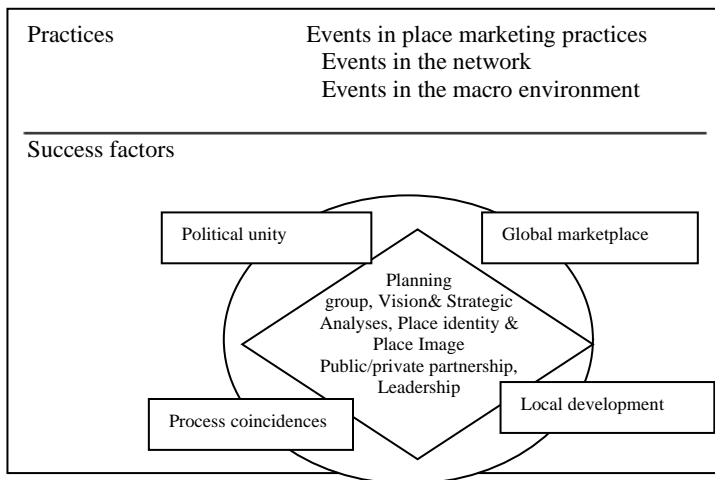 Practices
Events in place marketing practices
Events in the network
Events in the macro environment
Success factors
Political unity
Global marketplace
Planning
group, Vision& Strategic
Analyses, Place identity &
Place Image
Public/private partnership,
Leadership
Process coincidences
Local development